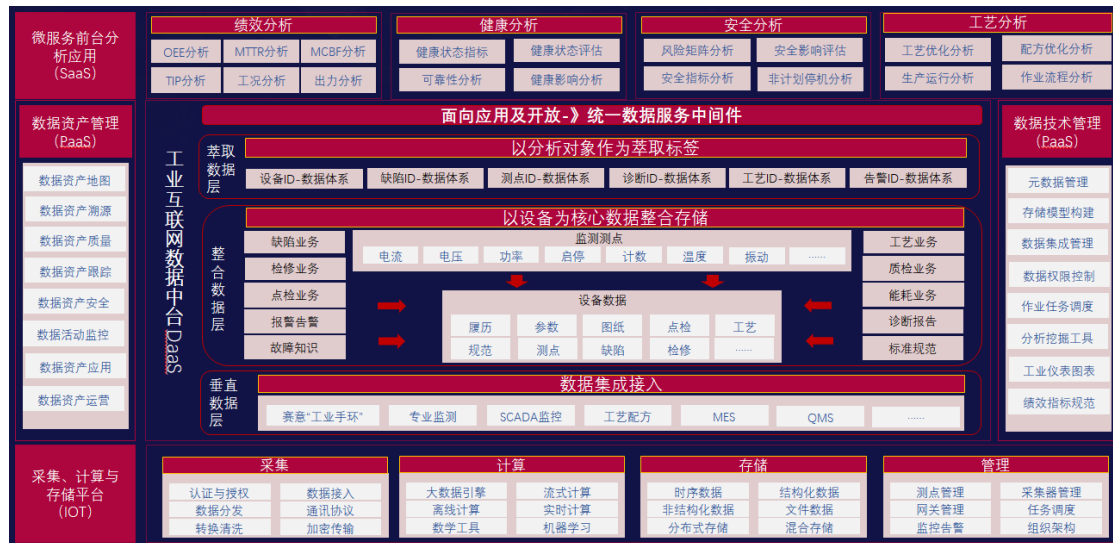 微服务前台分
析应用
（SaaS）
绩效分析
OEE分析 MTTR分析 MCBF分析
TIP分析 工况分析 出力分析
健康分析
健康状态指标 健康状态评估
可靠性分析 健康影响分析
安全分析
风险矩阵分析 安全影响评估
安全指标分析 非计划停机分析
工艺分析
工艺优化分析 配方优化分析
生产运行分析 作业流程分析
数据资产管理
（PaaS）
数据资产地图
数据资产溯源
数据资产质量
数据资产跟踪
数据资产安全
数据活动监控
数据资产应用
数据资产运营
工业互联网数据中台DaaS
面向应用及开放-》统一数据服务中间件
萃取
数据
层
以分析对象作为萃取标签
设备ID-数据体系 缺陷ID-数据体系 测点ID-数据体系 诊断ID-数据体系 工艺ID-数据体系 告警ID-数据体系
整合数据层
以设备为核心数据整合存储
缺陷业务
检修业务
点检业务
报警告警
故障知识
监测测点
电流 电压 功率 启停 计数 温度 振动 ......
设备数据
履历 参数 图纸 点检 工艺
规范 测点 缺陷 检修 ......
工艺业务
质检业务
能耗业务
诊断报告
标准规范
垂直
数据
层
数据集成接入
赛意“工业手环” 专业监测 SCADA监控 工艺配方 MES QMS ......
数据技术管理
（PaaS）
元数据管理
存储模型构建
数据集成管理
数据权限控制
作业任务调度
分析挖掘工具
工业仪表图表
绩效指标规范
采集、计算与
存储平台
（IOT）
采集
认证与授权 数据接入
数据分发 通讯协议
转换清洗 加密传输
计算
大数据引擎 流式计算
离线计算 实时计算
数学工具 机器学习
存储
时序数据 结构化数据
非结构化数据 文件数据
分布式存储 混合存储
管理
测点管理 采集器管理
网关管理 任务调度
监控告警 组织架构